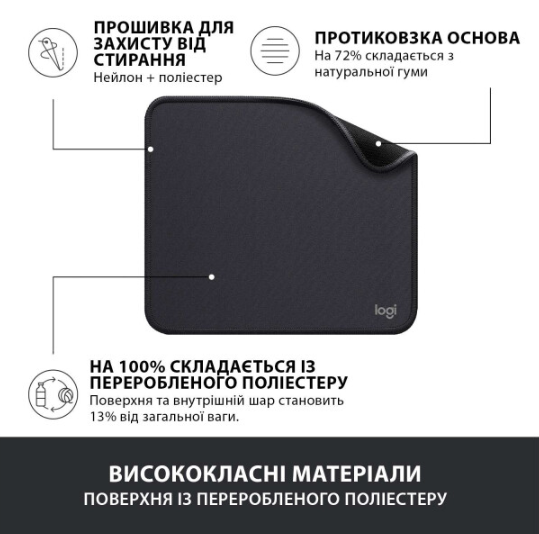 ПРОШИВКА ДЛЯ
ЗАХИСТУ ВІД
СТИРАННЯ
Нейлон + поліестер
ПРОТИКОВЗКА ОСНОВА
На 72% складається з
натуральної гуми
logi
НА 100% СКЛАДАЄТЬСЯ ІЗ
ПЕРЕРОБЛЕНОГО ПОЛІЕСТЕРУ
Поверхня та внутрішній шар становить
13% від загальної ваги.
ВИСОКОКЛАСНІ МАТЕРІАЛИ
ПОВЕРХНЯ ІЗ ПЕРЕРОБЛЕНОГО ПОЛІЕСТЕРУ